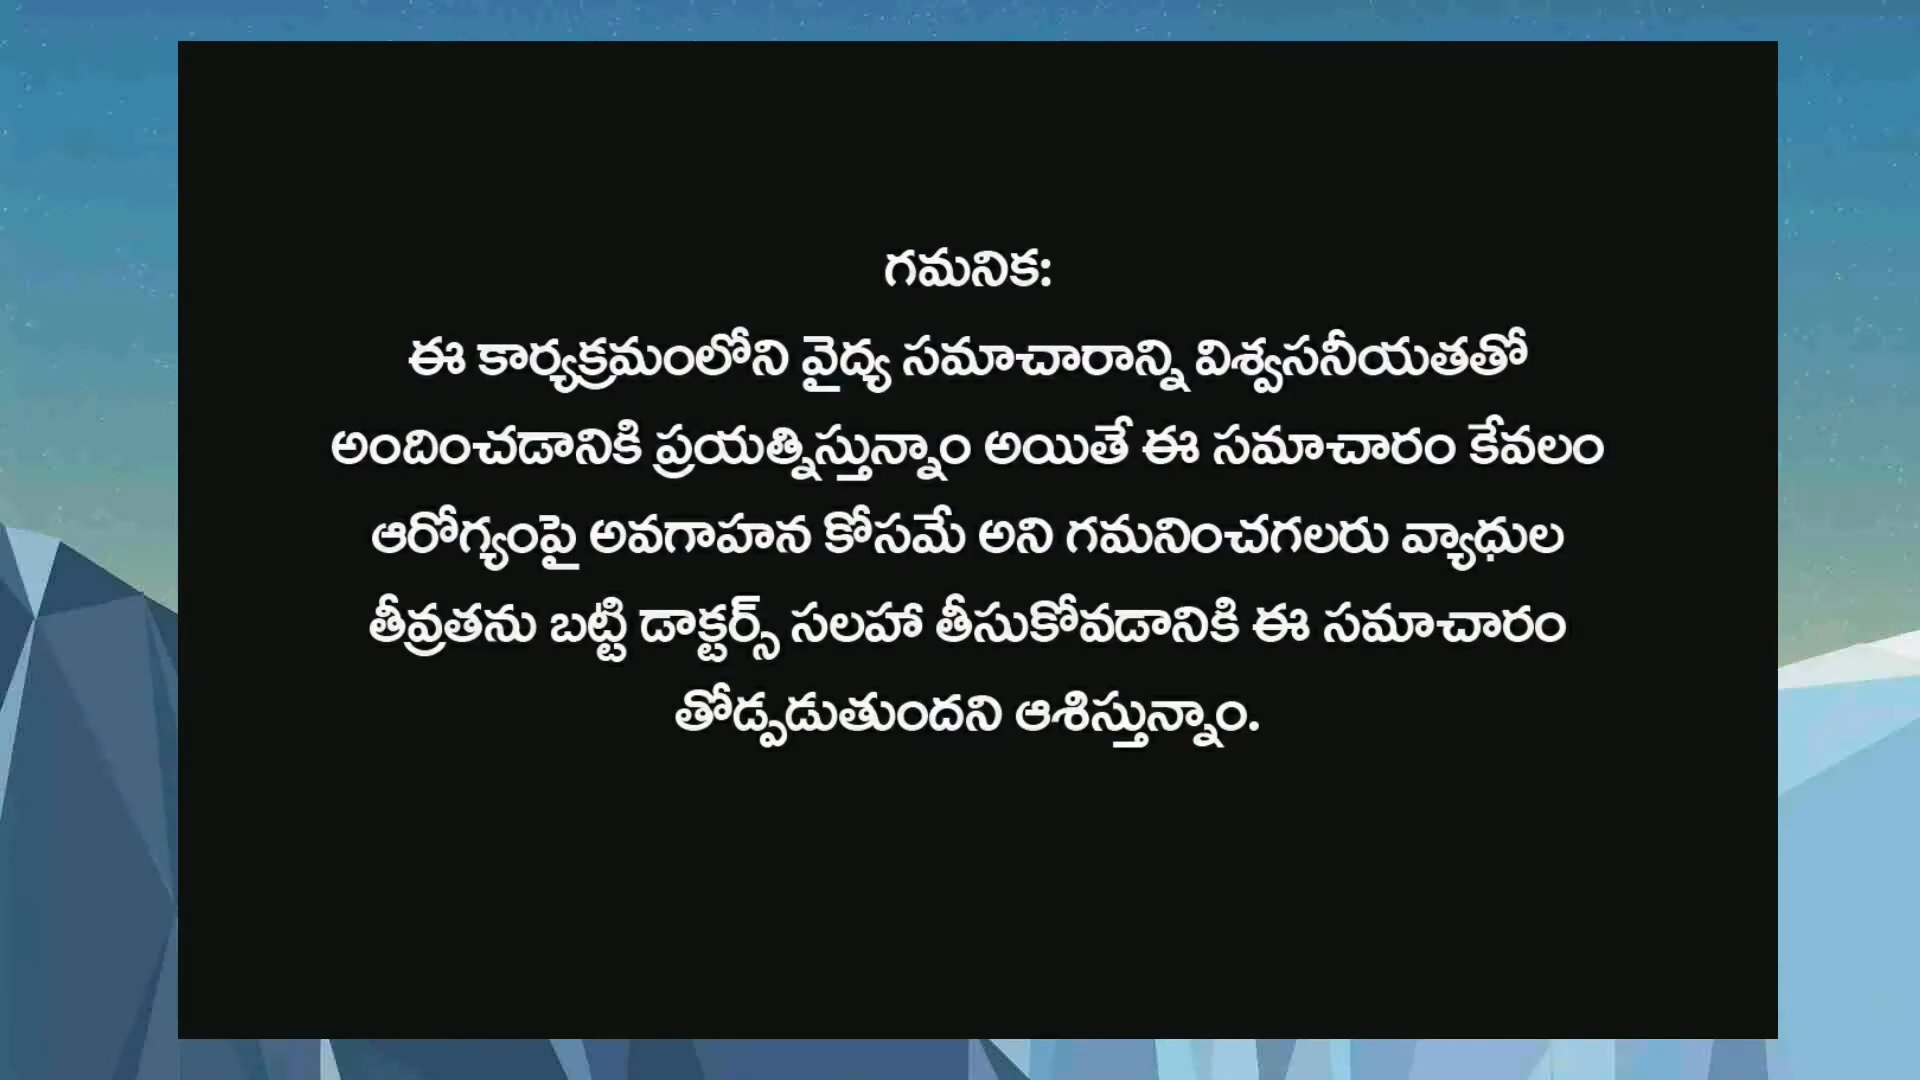 గమనిక:
ఈ కార్యక్రమంలోని వైద్య సమాచారాన్ని విశ్వసనీయతతో
అందించడానికి ప్రయత్నిస్తున్నాం అయితే ఈ సమాచారం కేవలం
ఆరోగ్యంపై అవగాహన కోసమే అని గమనించగలరు వ్యాధుల
తీవ్రతను బట్టి డాక్టర్స్ సలహా తీసుకోవడానికి ఈ సమాచారం
తోడ్పడుతుందని ఆశిస్తున్నాం.